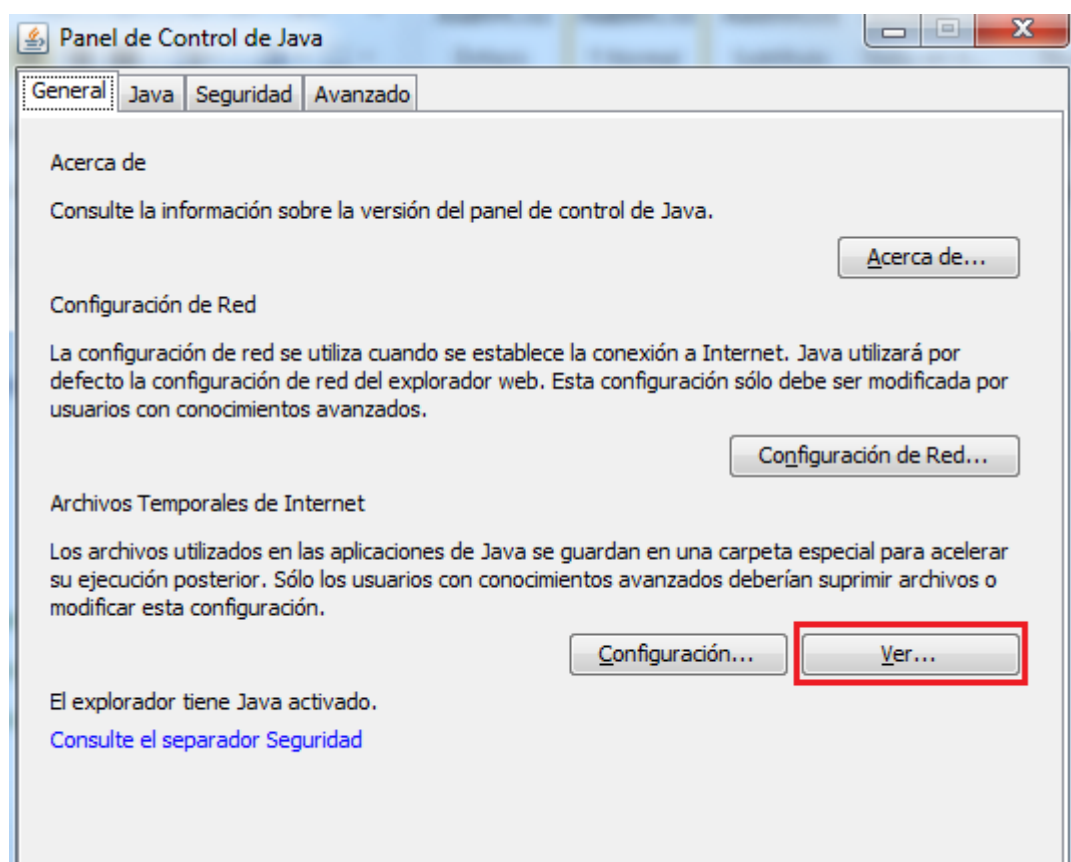 Panel de Control de Java
General Java Seguridad Avanzado
Acerca de
Consulte la información sobre la versión del panel de control de Java.
Acerca de...
Configuración de Red
La configuración de red se utiliza cuando se establece la conexión a Internet. Java utilizará por
defecto la configuración de red del explorador web. Esta configuración sólo debe ser modificada por
usuarios con conocimientos avanzados.
Configuración de Red...
Archivos Temporales de Internet
Los archivos utilizados en las aplicaciones de Java se guardan en una carpeta especial para acelerar
su ejecución posterior. Sólo los usuarios con conocimientos avanzados deberían suprimir archivos o
modificar esta configuración.
Configuración... Ver...
El explorador tiene Java activado.
Consulte el separador Seguridad